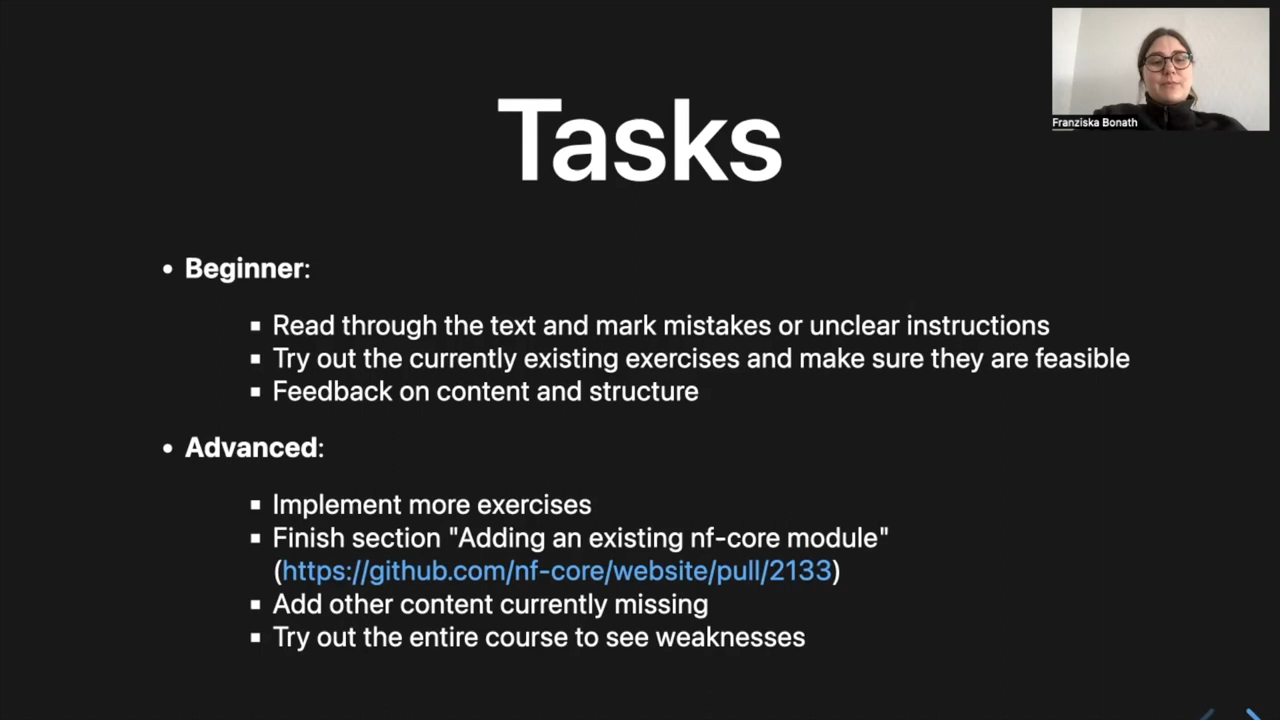 Tasks
Franziska Bonath
• Beginner:
▪ Read through the text and mark mistakes or unclear instructions
▪ Try out the currently existing exercises and make sure they are feasible
▪ Feedback on content and structure
• Advanced:
▪ Implement more exercises
▪ Finish section "Adding an existing nf-core module"
(https://github.com/nf-core/website/pull/2133)
▪ Add other content currently missing
▪ Try out the entire course to see weaknesses